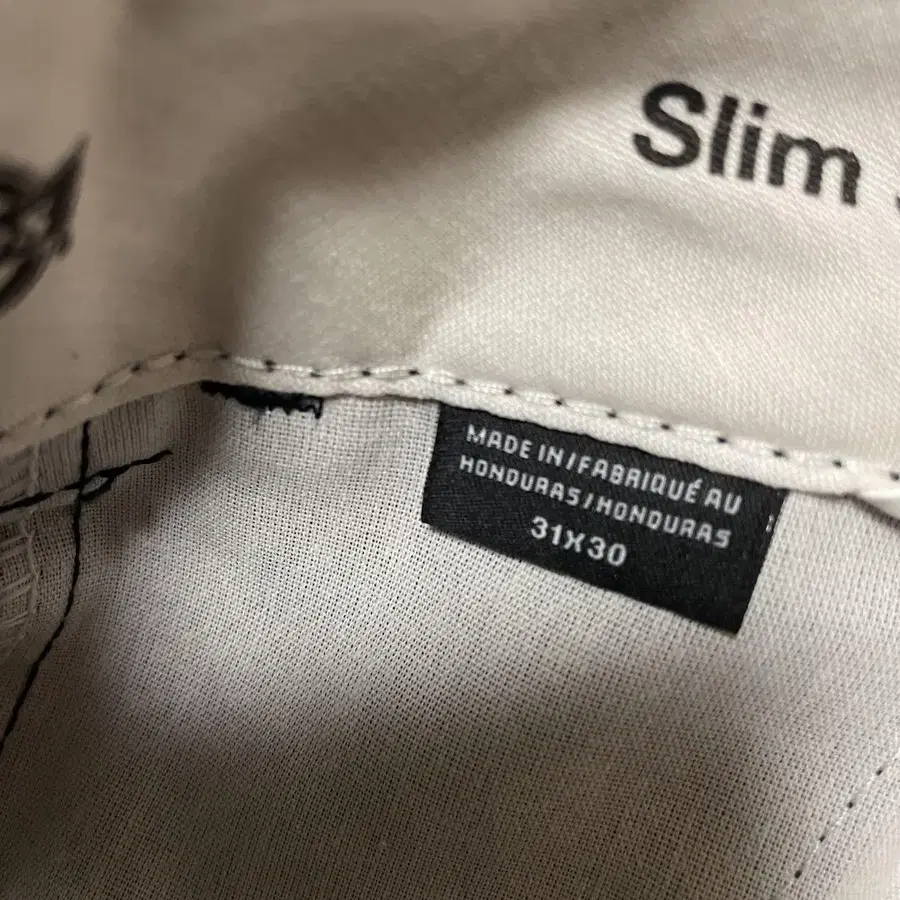 Slim
MADE IN/FABRIQUÉ AU
HONDURAS/HONDURAS
31X30